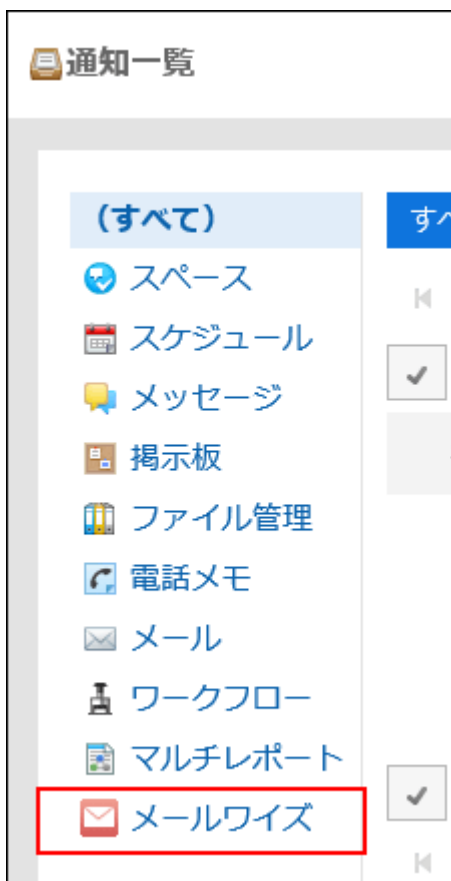 通知一覧
(すべて)
すべ
スペース
スケジュール
メッセージ
掲示板
ファイル管理
電話メモ
メール
ワークフロー
マルチレポート
メールワイズ